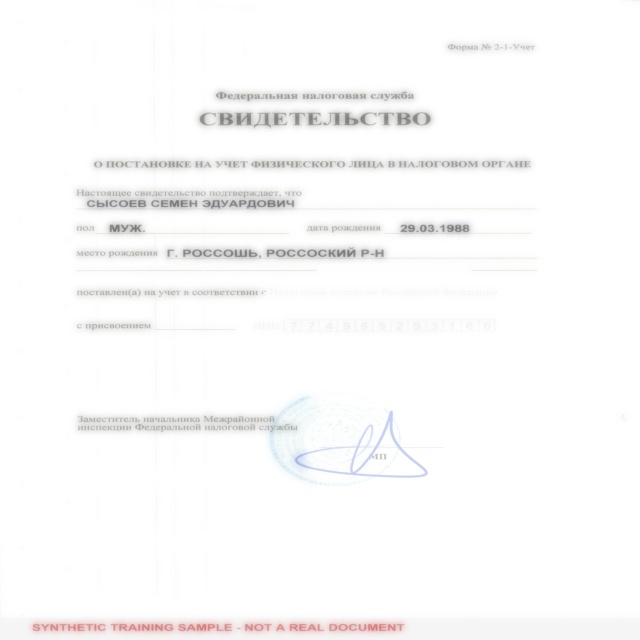 Форма № 2-1-Учет
Федеральная налоговая служба
СВИДЕТЕЛЬСТВО
О ПОСТАНОВКЕ НА УЧЕТ ФИЗИЧЕСКОГО ЛИЦА В НАЛОГОВОМ ОРГАНЕ
Настоящее свидетельство подтверждает, что
СЫСОЕВ СЕМЕН ЭДУАРДОВИЧ
пол МУЖ. дата рождения 29.03.1988
место рождения Г. РОССОШЬ, РОССОСКИЙ Р-Н
поставлен(а) на учет в соответствии с
с присвоением
Заместитель начальника Межрайонной
инспекции Федеральной налоговой службы
МП
SYNTHETIC TRAINING SAMPLE - NOT A REAL DOCUMENT